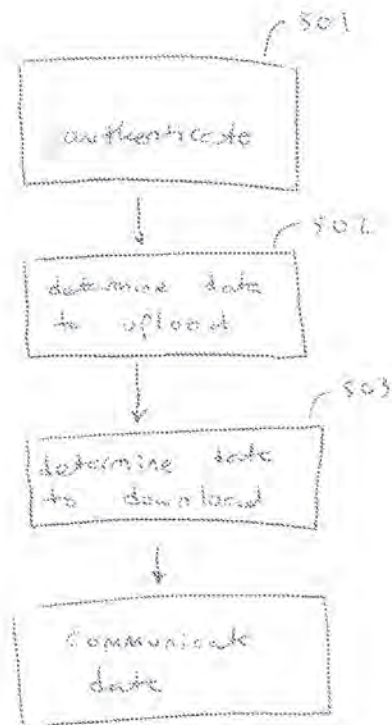 501
authenticate
502
determine data
to upload
503
determine data
to download
communicate
data